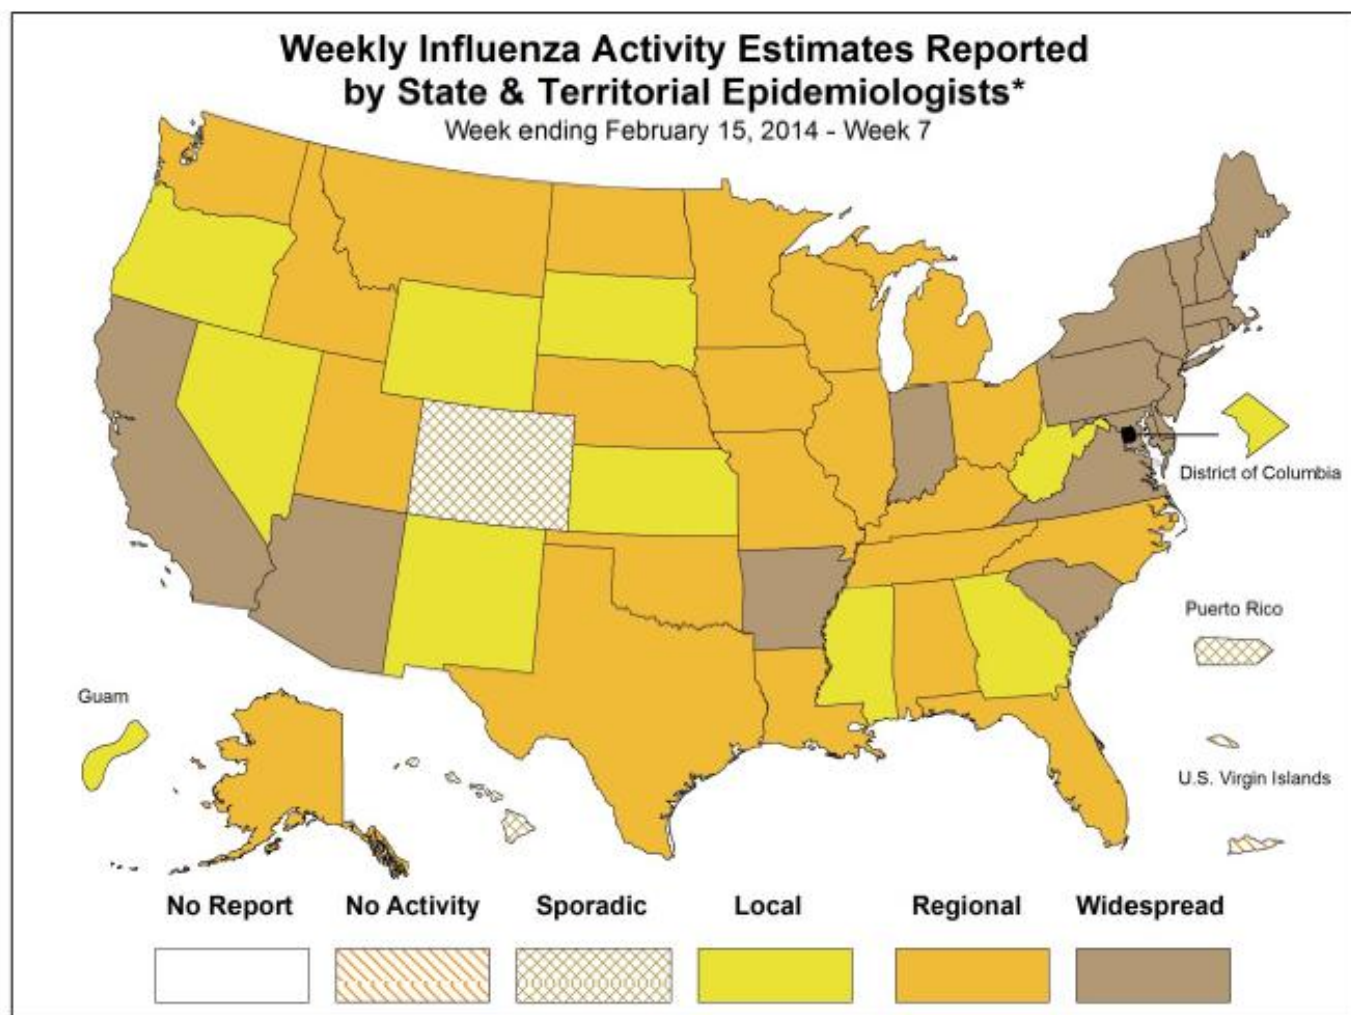 Weekly Influenza Activity Estimates Reported
by State & Territorial Epidemiologists*
Week ending February 15, 2014 - Week 7
District of Columbia
Puerto Rico
Guam
U.S. Virgin Islands
No Report
No Activity
Sporadic
Local
Regional
Widespread